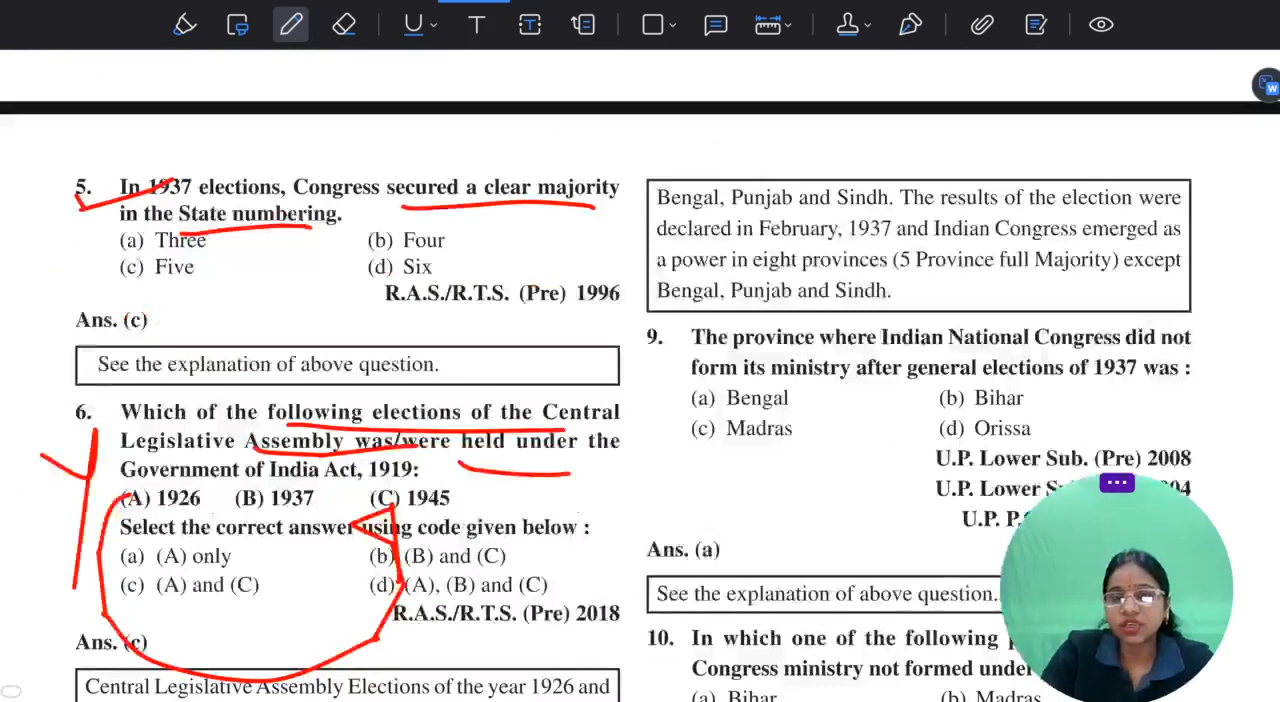 5. In 1937 elections, Congress secured a clear majority
in the State numbering.
(a) Three (b) Four
(c) Five (d) Six
R.A.S./R.T.S. (Pre) 1996
Ans. (c)
See the explanation of above question.
6. Which of the following elections of the Central
Legislative Assembly was/were held under the
Government of India Act, 1919:
(A) 1926 (B) 1937 (C) 1945
Select the correct answer using code given below :
(a) (A) only (b) (B) and (C)
(c) (A) and (C) (d) (A), (B) and (C)
R.A.S./R.T.S. (Pre) 2018
Ans. (c)
Central Legislative Assembly Elections of the year 1926 and
Bengal, Punjab and Sindh. The results of the election were
declared in February, 1937 and Indian Congress emerged as
a power in eight provinces (5 Province full Majority) except
Bengal, Punjab and Sindh.
9. The province where Indian National Congress did not
form its ministry after general elections of 1937 was :
(a) Bengal (b) Bihar
(c) Madras (d) Orissa
U.P. Lower Sub. (Pre) 2008
U.P. Lower
U.P.
Ans. (a)
See the explanation of above question.
10. In which one of the following
Congress ministry not formed under
(a) Bihar (b) Madras